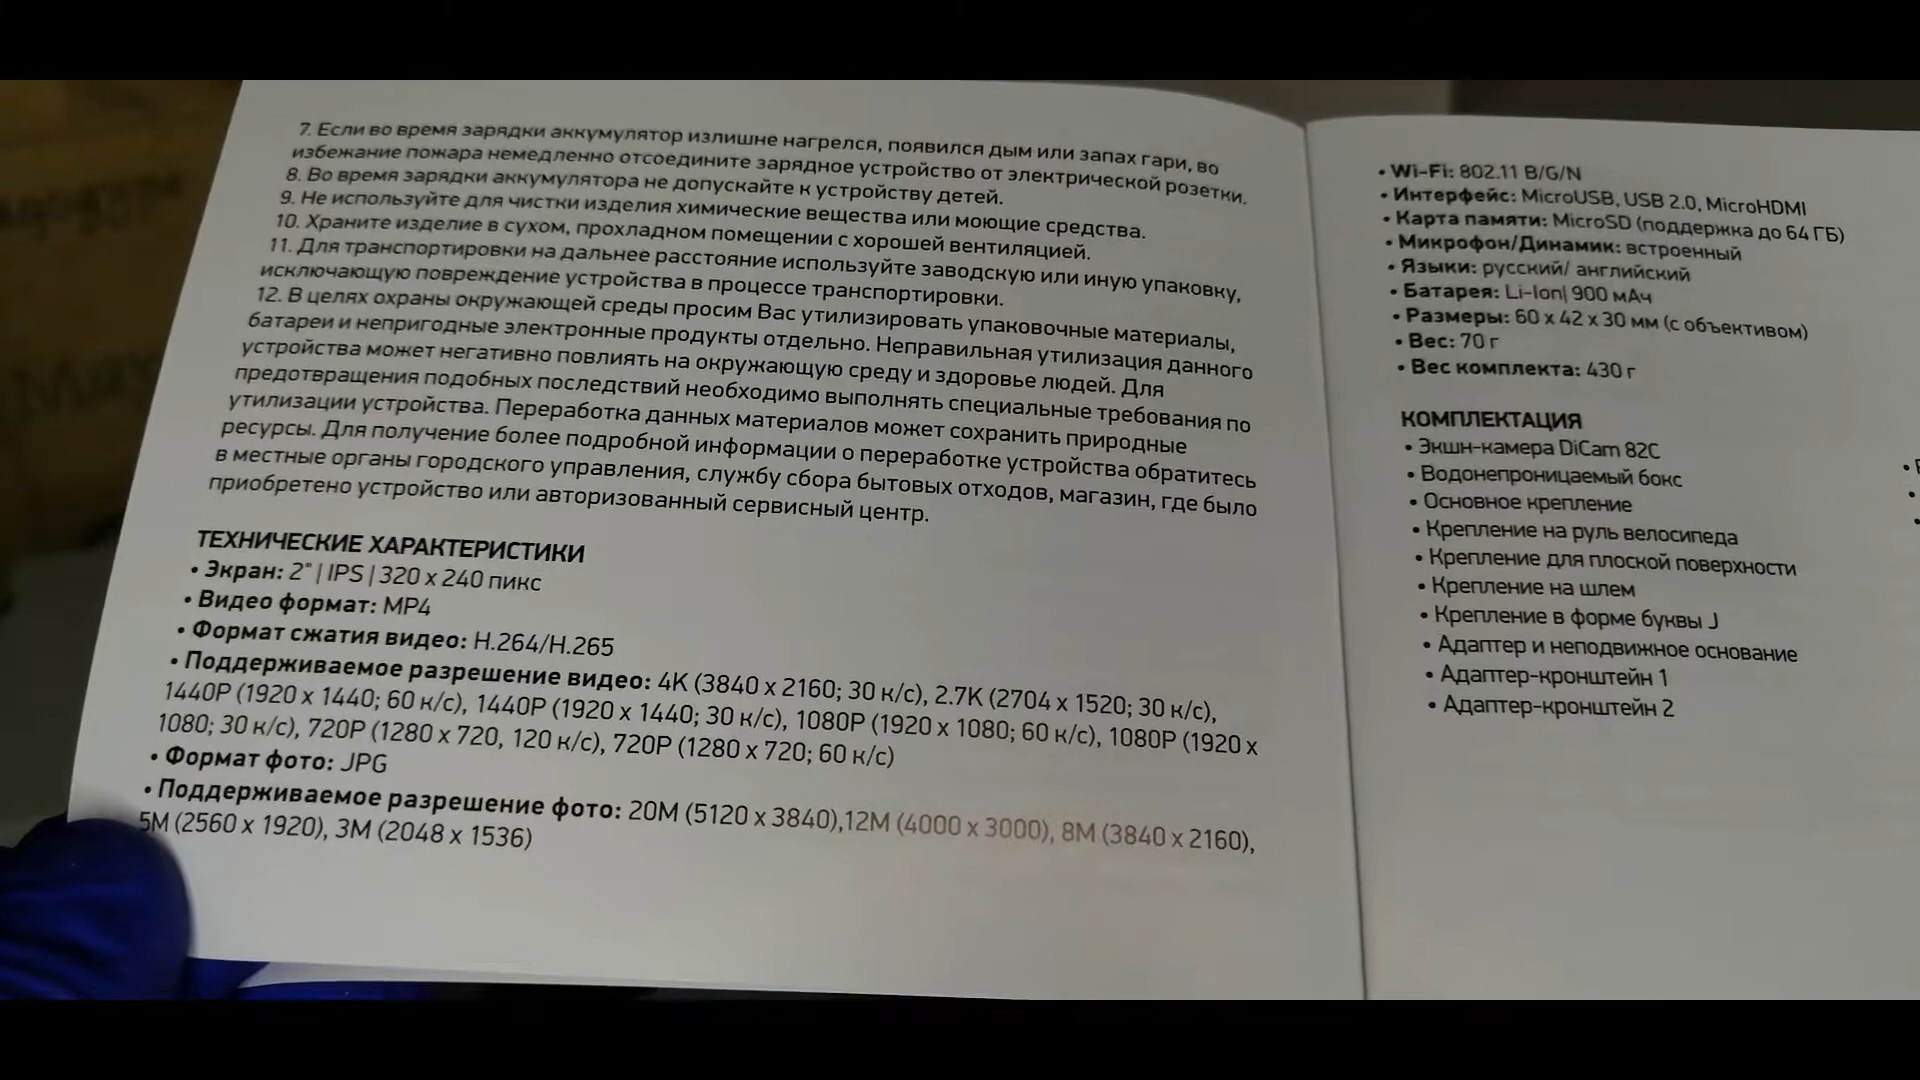 7. Если во время зарядки аккумулятор излишне нагрелся, появился дым или запах гари, во
избежание пожара немедленно отсоедините зарядное устройство от электрической розетки.
8. Во время зарядки аккумулятора не допускайте к устройству детей.
9. Не используйте для чистки изделия химические вещества или моющие средства.
10. Храните изделие в сухом, прохладном помещении с хорошей вентиляцией.
11. Для транспортировки на дальнее расстояние используйте заводскую или иную упаковку,
исключающую повреждение устройства в процессе транспортировки.
12. В целях охраны окружающей среды просим Вас утилизировать упаковочные материалы,
батареи и непригодные электронные продукты отдельно. Неправильная утилизация данного
устройства может негативно повлиять на окружающую среду и здоровье людей. Для
предотвращения подобных последствий необходимо выполнять специальные требования по
утилизации устройства. Переработка данных материалов может сохранить природные
ресурсы. Для получение более подробной информации о переработке устройства обратитесь
в местные органы городского управления, службу сбора бытовых отходов, магазин, где было
приобретено устройство или авторизованный сервисный центр.
ТЕХНИЧЕСКИЕ ХАРАКТЕРИСТИКИ
• Экран: 2" | IPS | 320 x 240 пикс
• Видео формат: MP4
• Формат сжатия видео: H.264/H.265
• Поддерживаемое разрешение видео: 4K (3840 x 2160; 30 к/с), 2.7K (2704 x 1520; 30 к/с),
1440P (1920 x 1440; 60 к/с), 1440P (1920 x 1440; 30 к/с), 1080P (1920 x 1080; 60 к/с), 1080P (1920 x
1080; 30 к/с), 720P (1280 x 720, 120 к/с), 720P (1280 x 720; 60 к/с)
• Формат фото: JPG
• Поддерживаемое разрешение фото: 20M (5120 x 3840),12M (4000 x 3000), 8M (3840 x 2160),
5M (2560 x 1920), 3M (2048 x 1536)
• Wi-Fi: 802.11 B/G/N
• Интерфейс: MicroUSB, USB 2.0, MicroHDMI
• Карта памяти: MicroSD (поддержка до 64 ГБ)
• Микрофон/Динамик: встроенный
• Языки: русский/ английский
• Батарея: Li-Ion| 900 мАч
• Размеры: 60 x 42 x 30 мм (с объективом)
• Вес: 70 г
• Вес комплекта: 430 г
КОМПЛЕКТАЦИЯ
• Экшн-камера DiCam 82C
• Водонепроницаемый бокс
• Основное крепление
• Крепление на руль велосипеда
• Крепление для плоской поверхности
• Крепление на шлем
• Крепление в форме буквы J
• Адаптер и неподвижное основание
• Адаптер-кронштейн 1
• Адаптер-кронштейн 2